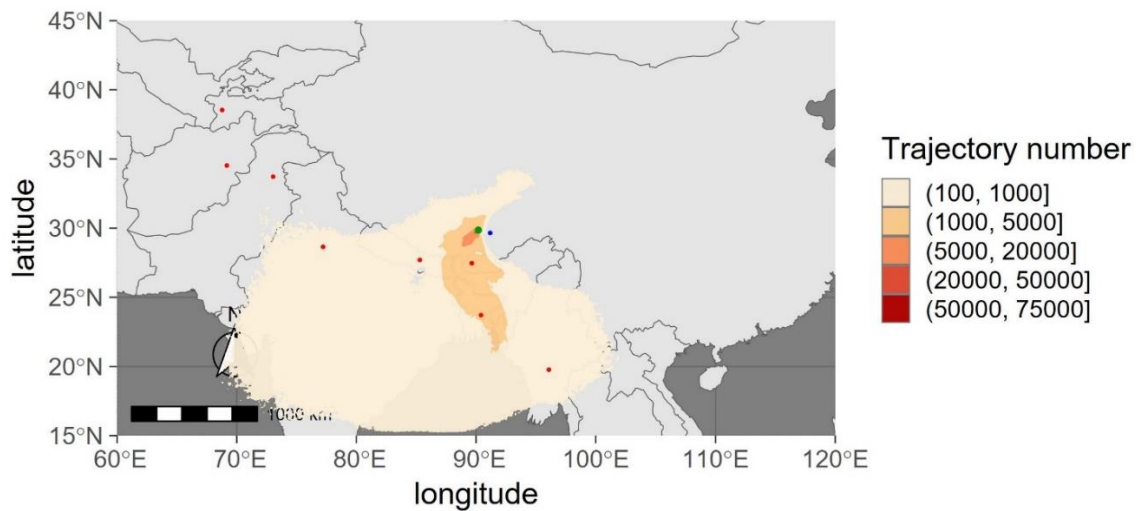 45°N
40°N
35°N
30°N
25°N
20°N
15°N
latitude
N
1000 km
60°E 70°E 80°E 90°E 100°E 110°E 120°E
longitude
Trajectory number
(100, 1000]
(1000, 5000]
(5000, 20000]
(20000, 50000]
(50000, 75000]